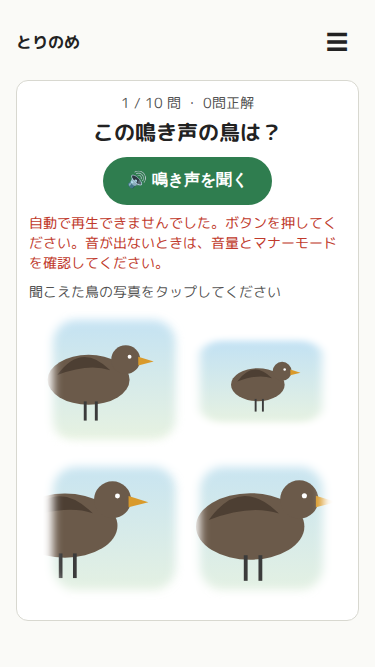 とりのめ
1 / 10 問 ・ 0問正解
この鳴き声の鳥は？
🔊 鳴き声を聞く
自動で再生できませんでした。ボタンを押してく
ださい。音が出ないときは、音量とマナーモード
を確認してください。
聞こえた鳥の写真をタップしてください